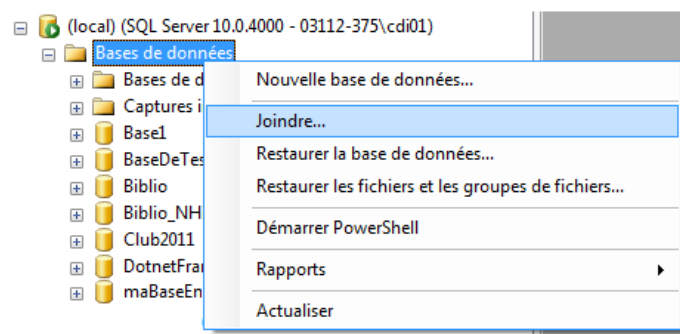 (local) (SQL Server 10.0.4000 - 03112-375\cdi01)
Bases de données
Bases de d
Captures i
Base1
BaseDeTes
Biblio
Biblio_NH
Club2011
DotnetFra
maBaseEn
Nouvelle base de données...
Joindre...
Restaurer la base de données...
Restaurer les fichiers et les groupes de fichiers...
Démarrer PowerShell
Rapports
Actualiser